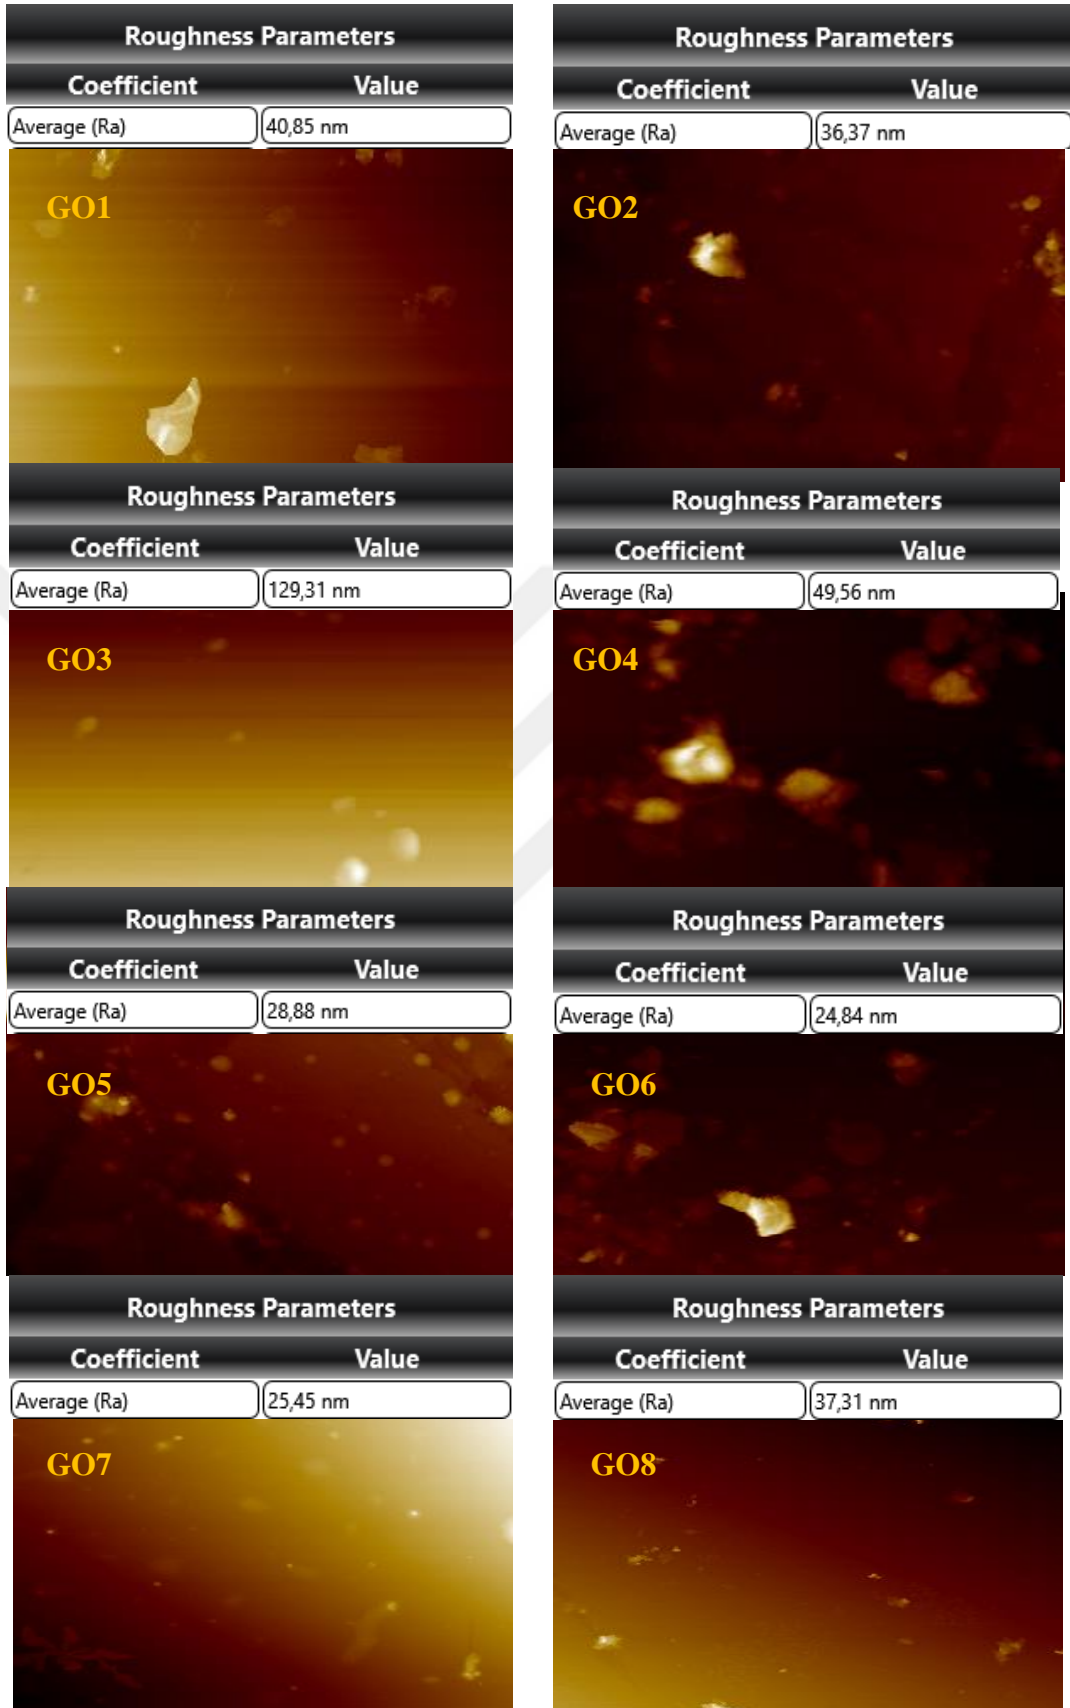 Roughness Parameters
Coefficient Value
Average (Ra) 40,85 nm
GO1
Roughness Parameters
Coefficient Value
Average (Ra) 36,37 nm
GO2
Roughness Parameters
Coefficient Value
Average (Ra) 129,31 nm
GO3
Roughness Parameters
Coefficient Value
Average (Ra) 49,56 nm
GO4
Roughness Parameters
Coefficient Value
Average (Ra) 28,88 nm
GO5
Roughness Parameters
Coefficient Value
Average (Ra) 24,84 nm
GO6
Roughness Parameters
Coefficient Value
Average (Ra) 25,45 nm
GO7
Roughness Parameters
Coefficient Value
Average (Ra) 37,31 nm
GO8